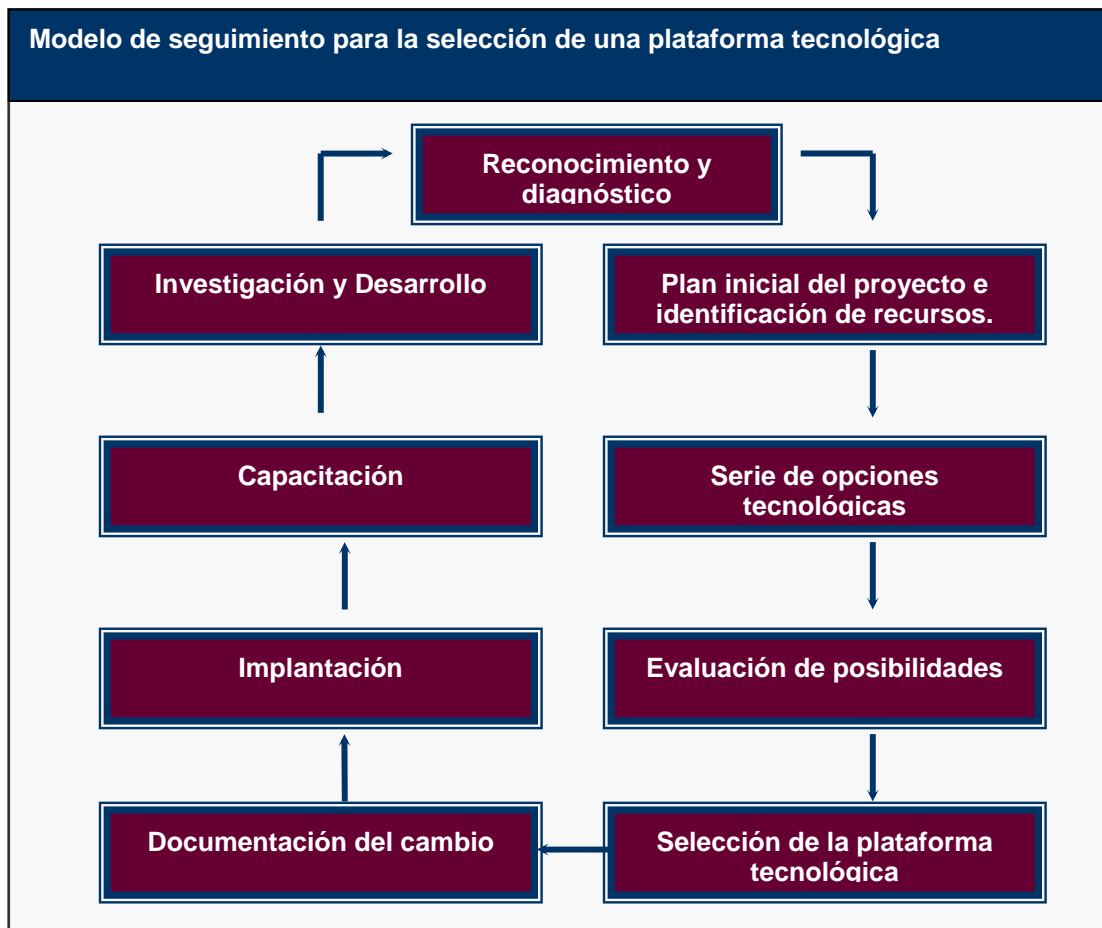 Modelo de seguimiento para la selección de una plataforma tecnológica
Reconocimiento y
diagnóstico
Investigación y Desarrollo
Plan inicial del proyecto e
identificación de recursos.
Capacitación
Serie de opciones
tecnológicas
Implantación
Evaluación de posibilidades
Documentación del cambio
Selección de la plataforma
tecnológica